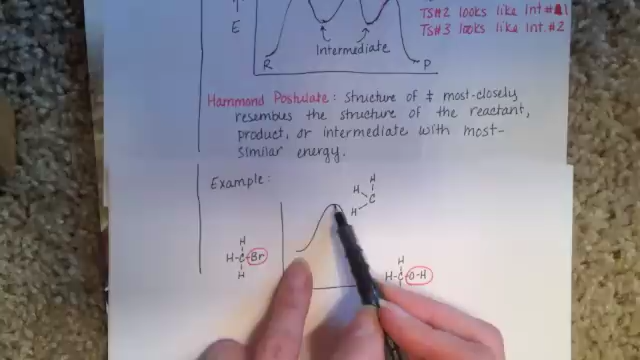 ↑
E
TS#2 looks like Int #1
TS#3 looks like Int.#2
Intermediate
R
P
Hammond Postulate: Structure of ‡ most-closely
resembles the structure of the reactant,
product, or intermediate with most-
similar energy.
Example:
H
H
C
H
H
H-C-Br
H
H
H-C-O-H